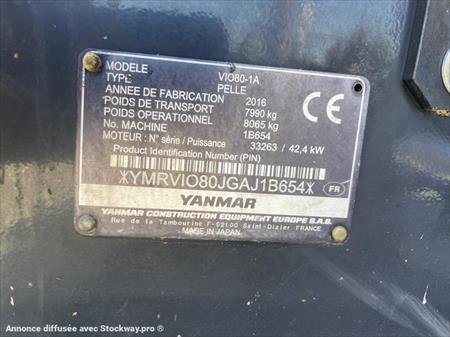 MODELE VIO80-1A
TYPE PELLE
ANNEE DE FABRICATION 2016
POIDS DE TRANSPORT 7990 kg
POIDS OPERATIONNEL 8065 kg
No. MACHINE 1B654
MOTEUR : N° série / Puissance 33263 / 42,4 kW
Product Identification Number (PIN)
*YMRVIO80JGAJ1B654*
FR
CE
YANMAR
YANMAR CONSTRUCTION EQUIPMENT EUROPE S.A.S.
Rue de la Tambourine F-52100 Saint-Dizier FRANCE
MADE IN JAPAN
Annonce diffusée avec Stockway.pro ®